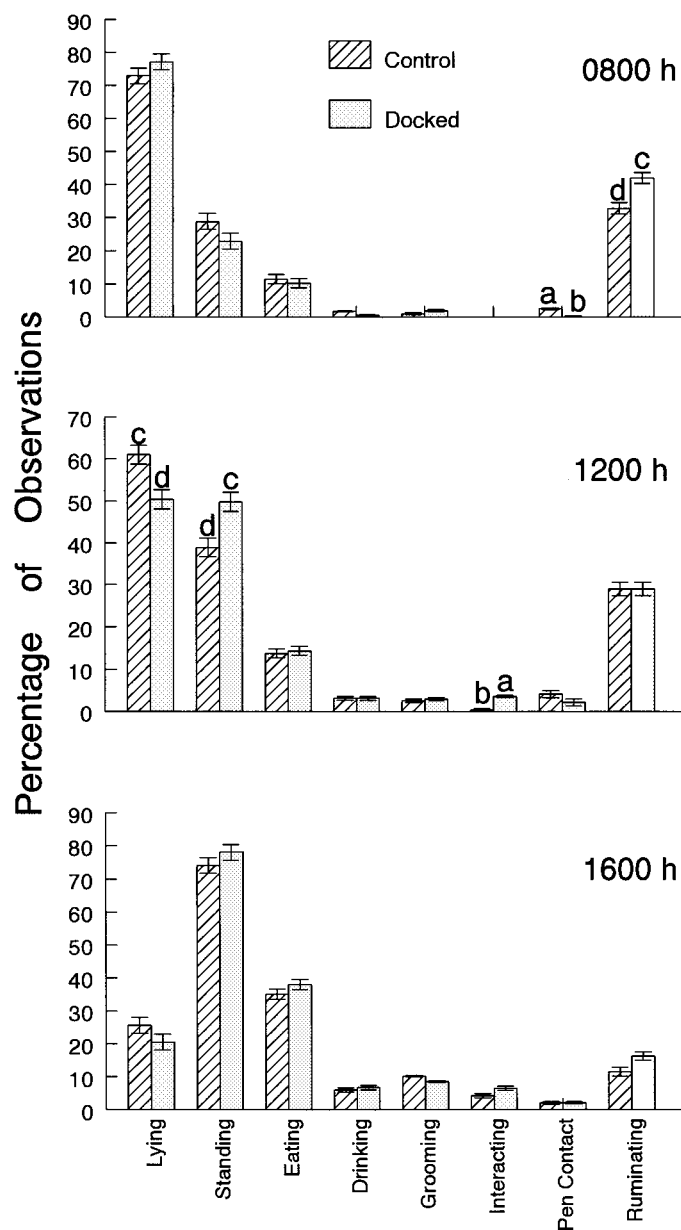 Percentage of Observations
90
80
70
60
50
40
30
20
10
0
Control
Docked
0800 h
a
b
d
c
70
60
50
40
30
20
10
0
1200 h
c
d
d
c
b
a
90
80
70
60
50
40
30
20
10
0
1600 h
Lying
Standing
Eating
Drinking
Grooming
Interacting
Pen Contact
Ruminating